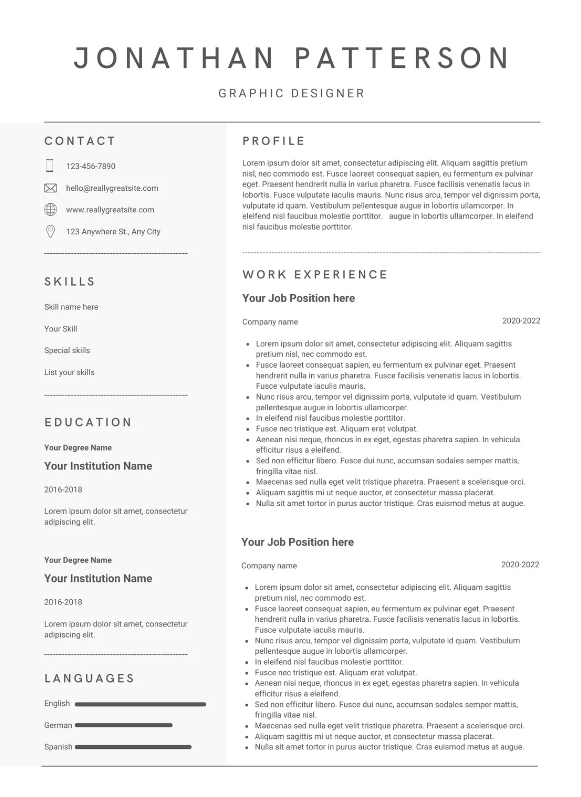 JONATHAN PATTERSON
GRAPHIC DESIGNER
CONTACT
123-456-7890
hello@reallygreatsite.com
www.reallygreatsite.com
123 Anywhere St., Any City
SKILLS
Skill name here
Your Skill
Special skills
List your skills
EDUCATION
Your Degree Name
Your Institution Name
2016-2018
Lorem ipsum dolor sit amet, consectetur
adipiscing elit.
Your Degree Name
Your Institution Name
2016-2018
Lorem ipsum dolor sit amet, consectetur
adipiscing elit.
LANGUAGES
English
German
Spanish
PROFILE
Lorem ipsum dolor sit amet, consectetur adipiscing elit. Aliquam sagittis pretium
nisl, nec commodo est. Fusce laoreet consequat sapien, eu fermentum ex pulvinar
eget. Praesent hendrerit nulla in varius pharetra. Fusce facilisis venenatis lacus in
lobortis. Fusce vulputate iaculis mauris. Nunc risus arcu, tempor vel dignissim porta,
vulputate id quam. Vestibulum pellentesque augue in lobortis ullamcorper. In
eleifend nisl faucibus molestie porttitor. augue in lobortis ullamcorper. In eleifend
nisl faucibus molestie porttitor.
WORK EXPERIENCE
Your Job Position here
Company name 2020-2022
• Lorem ipsum dolor sit amet, consectetur adipiscing elit. Aliquam sagittis
pretium nisl, nec commodo est.
• Fusce laoreet consequat sapien, eu fermentum ex pulvinar eget. Praesent
hendrerit nulla in varius pharetra. Fusce facilisis venenatis lacus in lobortis.
Fusce vulputate iaculis mauris.
• Nunc risus arcu, tempor vel dignissim porta, vulputate id quam. Vestibulum
pellentesque augue in lobortis ullamcorper.
• In eleifend nisl faucibus molestie porttitor.
• Fusce nec tristique est. Aliquam erat volutpat.
• Aenean nisi neque, rhoncus in ex eget, egestas pharetra sapien. In vehicula
efficitur risus a eleifend.
• Sed non efficitur libero. Fusce dui nunc, accumsan sodales semper mattis,
fringilla vitae nisl.
• Maecenas sed nulla eget velit tristique pharetra. Praesent a scelerisque orci.
• Aliquam sagittis mi ut neque auctor, et consectetur massa placerat.
• Nulla sit amet tortor in purus auctor tristique. Cras euismod metus at augue.
Your Job Position here
Company name 2020-2022
• Lorem ipsum dolor sit amet, consectetur adipiscing elit. Aliquam sagittis
pretium nisl, nec commodo est.
• Fusce laoreet consequat sapien, eu fermentum ex pulvinar eget. Praesent
hendrerit nulla in varius pharetra. Fusce facilisis venenatis lacus in lobortis.
Fusce vulputate iaculis mauris.
• Nunc risus arcu, tempor vel dignissim porta, vulputate id quam. Vestibulum
pellentesque augue in lobortis ullamcorper.
• In eleifend nisl faucibus molestie porttitor.
• Fusce nec tristique est. Aliquam erat volutpat.
• Aenean nisi neque, rhoncus in ex eget, egestas pharetra sapien. In vehicula
efficitur risus a eleifend.
• Sed non efficitur libero. Fusce dui nunc, accumsan sodales semper mattis,
fringilla vitae nisl.
• Maecenas sed nulla eget velit tristique pharetra. Praesent a scelerisque orci.
• Aliquam sagittis mi ut neque auctor, et consectetur massa placerat.
• Nulla sit amet tortor in purus auctor tristique. Cras euismod metus at augue.